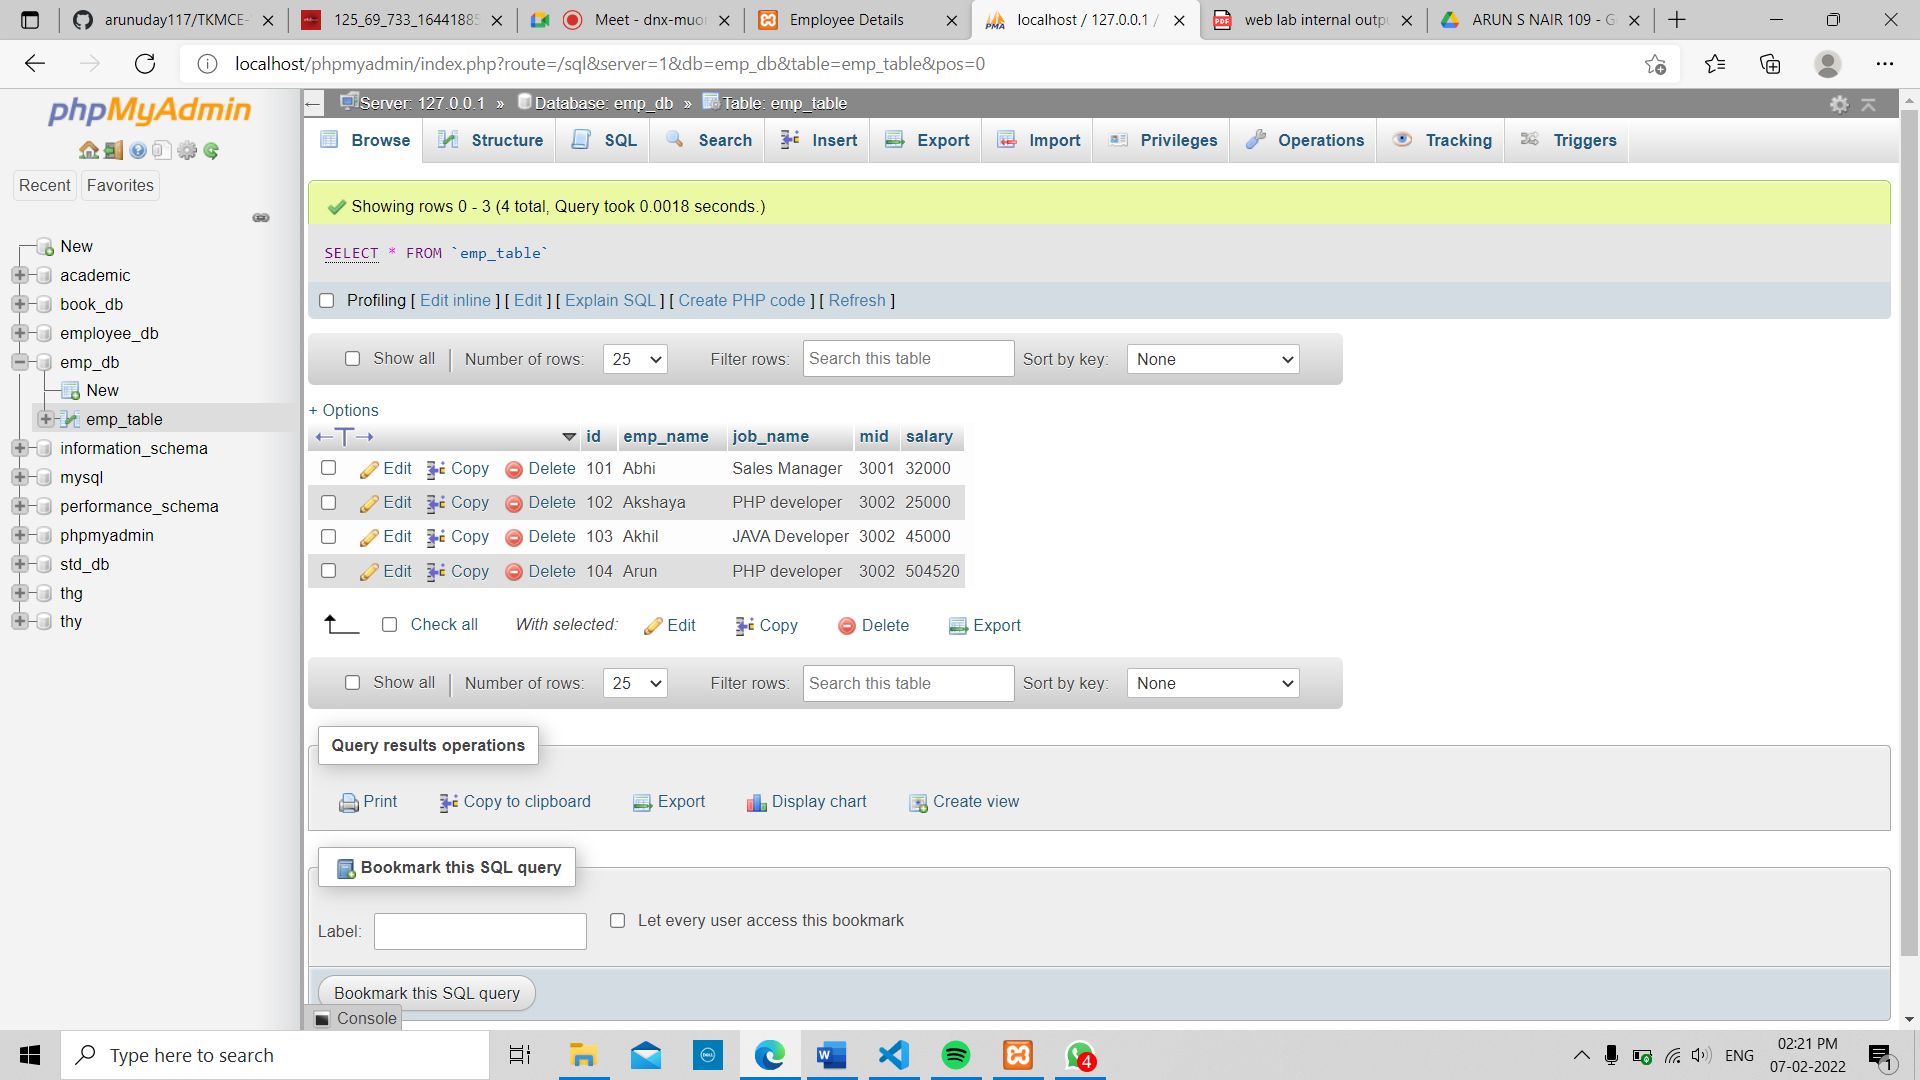 arunuday117/TKMCE-
125_69_733_16441885
Meet - dnx-muo
Employee Details
localhost / 127.0.0.1 /
web lab internal outp
ARUN S NAIR 109 - G
localhost/phpmyadmin/index.php?route=/sql&server=1&db=emp_db&table=emp_table&pos=0
phpMyAdmin
Recent
Favorites
New
academic
book_db
employee_db
emp_db
New
emp_table
information_schema
mysql
performance_schema
phpmyadmin
std_db
thg
thy
Server: 127.0.0.1 » Database: emp_db » Table: emp_table
Browse Structure SQL Search Insert Export Import Privileges Operations Tracking Triggers
Showing rows 0 - 3 (4 total, Query took 0.0018 seconds.)
SELECT * FROM `emp_table`
Profiling [ Edit inline ] [ Edit ] [ Explain SQL ] [ Create PHP code ] [ Refresh ]
Show all | Number of rows: 25 Filter rows: Search this table Sort by key: None
+ Options
←T→ id emp_name job_name mid salary
Edit Copy Delete 101 Abhi Sales Manager 3001 32000
Edit Copy Delete 102 Akshaya PHP developer 3002 25000
Edit Copy Delete 103 Akhil JAVA Developer 3002 45000
Edit Copy Delete 104 Arun PHP developer 3002 504520
Check all With selected: Edit Copy Delete Export
Show all | Number of rows: 25 Filter rows: Search this table Sort by key: None
Query results operations
Print Copy to clipboard Export Display chart Create view
Bookmark this SQL query
Label: Let every user access this bookmark
Bookmark this SQL query
Console
Type here to search
4
ENG
02:21 PM
07-02-2022
1